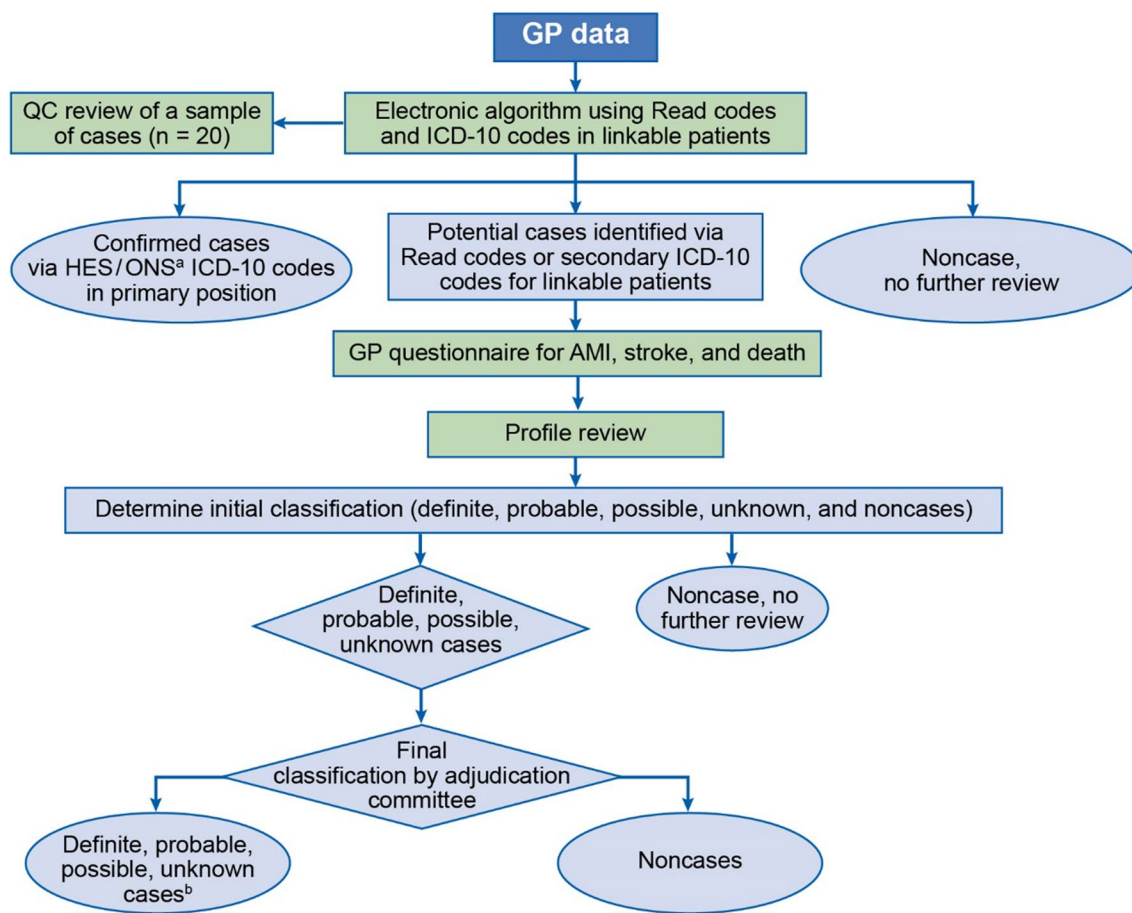 GP data
QC review of a sample
of cases (n = 20)
Electronic algorithm using Read codes
and ICD-10 codes in linkable patients
Confirmed cases
via HES/ONSᵃ ICD-10 codes
in primary position
Potential cases identified via
Read codes or secondary ICD-10
codes for linkable patients
Noncase,
no further review
GP questionnaire for AMI, stroke, and death
Profile review
Determine initial classification (definite, probable, possible, unknown, and noncases)
Definite,
probable, possible,
unknown cases
Noncase, no
further review
Final
classification by adjudication
committee
Definite, probable,
possible, unknown
casesᵇ
Noncases